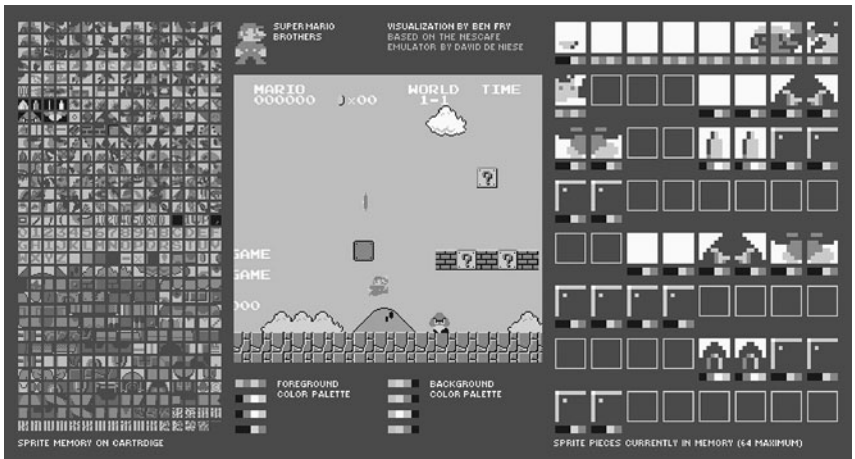 SUPER MARIO
BROTHERS
VISUALIZATION BY BEN FRY
BASED ON THE NESCAFE
EMULATOR BY DAVID DE NIESE
MARIO
000000
×00
WORLD
1-1
TIME
?
?
?
GAME
GAME
000
FOREGROUND
COLOR PALETTE
BACKGROUND
COLOR PALETTE
SPRITE MEMORY ON CARTRDIGE
SPRITE PIECES CURRENTLY IN MEMORY (64 MAXIMUM)